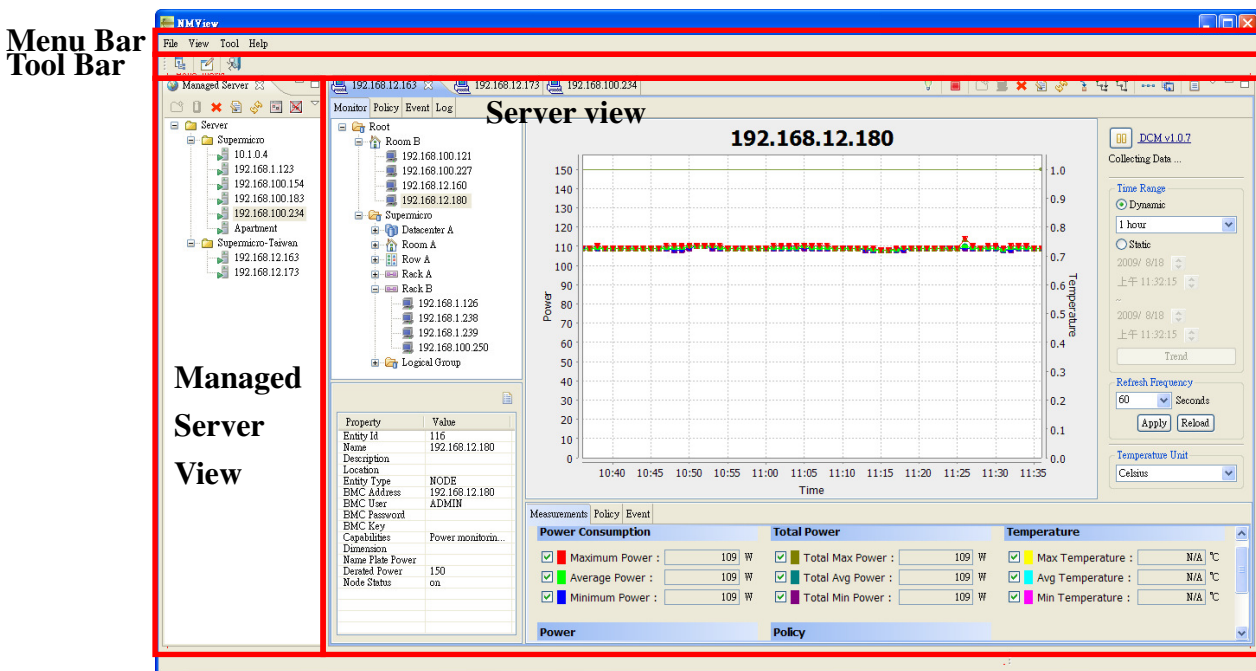 NMView
Menu Bar
File View Tool Help
Tool Bar
Managed Server
192.168.12.163
192.168.12.173
192.168.100.234
Monitor Policy Event Log
Server view
Server
Supermicro
10.1.0.4
192.168.1.123
192.168.100.154
192.168.100.183
192.168.100.234
Apartment
Supermicro-Taiwan
192.168.12.163
192.168.12.173
Managed
Server
View
Root
Room B
192.168.100.121
192.168.100.227
192.168.12.160
192.168.12.180
Supermicro
Datacenter A
Room A
Row A
Rack A
Rack B
192.168.1.126
192.168.1.238
192.168.1.239
192.168.100.250
Logical Group
Property Value
Entity Id 116
Name 192.168.12.180
Description
Location
Entity Type NODE
BMC Address 192.168.12.180
BMC User ADMIN
BMC Password
BMC Key
Capabilities Power monitorin...
Dimension
Name Plate Power
Derated Power 150
Node Status on
192.168.12.180
150
140
130
120
110
100
90
80
70
60
50
40
30
20
10
0
Power
1.0
0.9
0.8
0.7
0.6
0.5
0.4
0.3
0.2
0.1
0.0
Temperature
10:40 10:45 10:50 10:55 11:00 11:05 11:10 11:15 11:20 11:25 11:30 11:35
Time
DCM v1.0.7
Collecting Data ...
Time Range
Dynamic
1 hour
Static
2009/ 8/18
上午 11:32:15
~
2009/ 8/18
上午 11:32:15
Trend
Refresh Frequency
60 Seconds
Apply Reload
Temperature Unit
Celsius
Measurements Policy Event
Power Consumption Total Power Temperature
Maximum Power : 109 W Total Max Power : 109 W Max Temperature : N/A °C
Average Power : 109 W Total Avg Power : 109 W Avg Temperature : N/A °C
Minimum Power : 109 W Total Min Power : 109 W Min Temperature : N/A °C
Power Policy